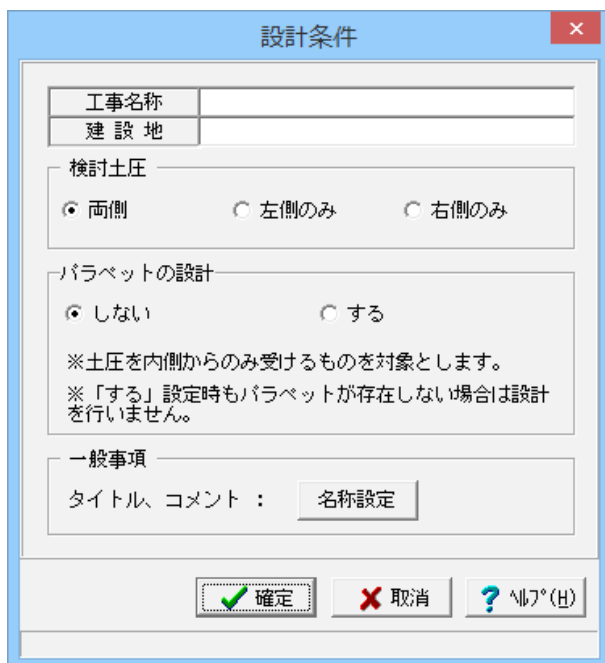 設計条件
工事名称
建設地
検討土圧
両側 左側のみ 右側のみ
パラペットの設計
しない する
※土圧を内側からのみ受けるものを対象とします。
※「する」設定時もパラペットが存在しない場合は設計
を行いません。
一般事項
タイトル、コメント : 名称設定
確定 取消 ? ﾍﾙﾌﾟ(H)